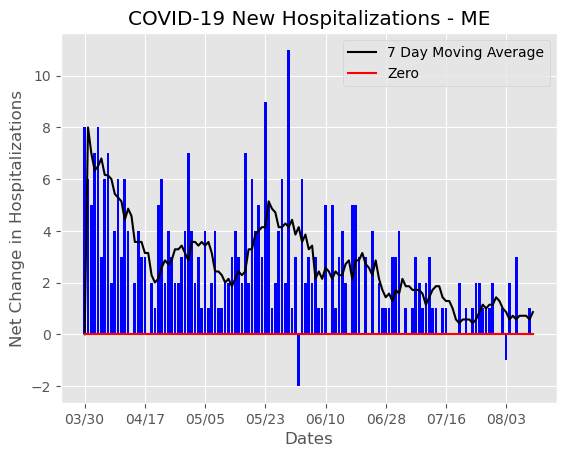 COVID-19 New Hospitalizations - ME
7 Day Moving Average
Zero
Net Change in Hospitalizations
10
8
6
4
2
0
−2
03/30 04/17 05/05 05/23 06/10 06/28 07/16 08/03
Dates